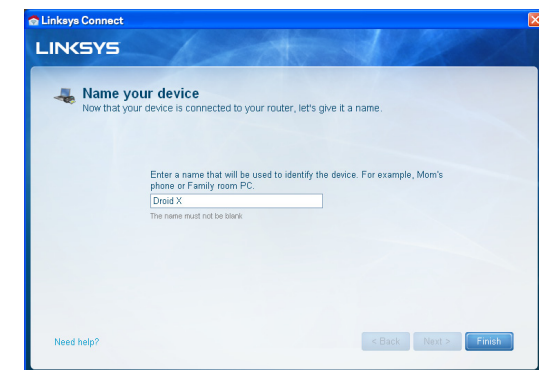 Linksys Connect
LINKSYS
Name your device
Now that your device is connected to your router, let's give it a name.
Enter a name that will be used to identify the device. For example, Mom's
phone or Family room PC.
Droid X
The name must not be blank
Need help?
< Back Next > Finish